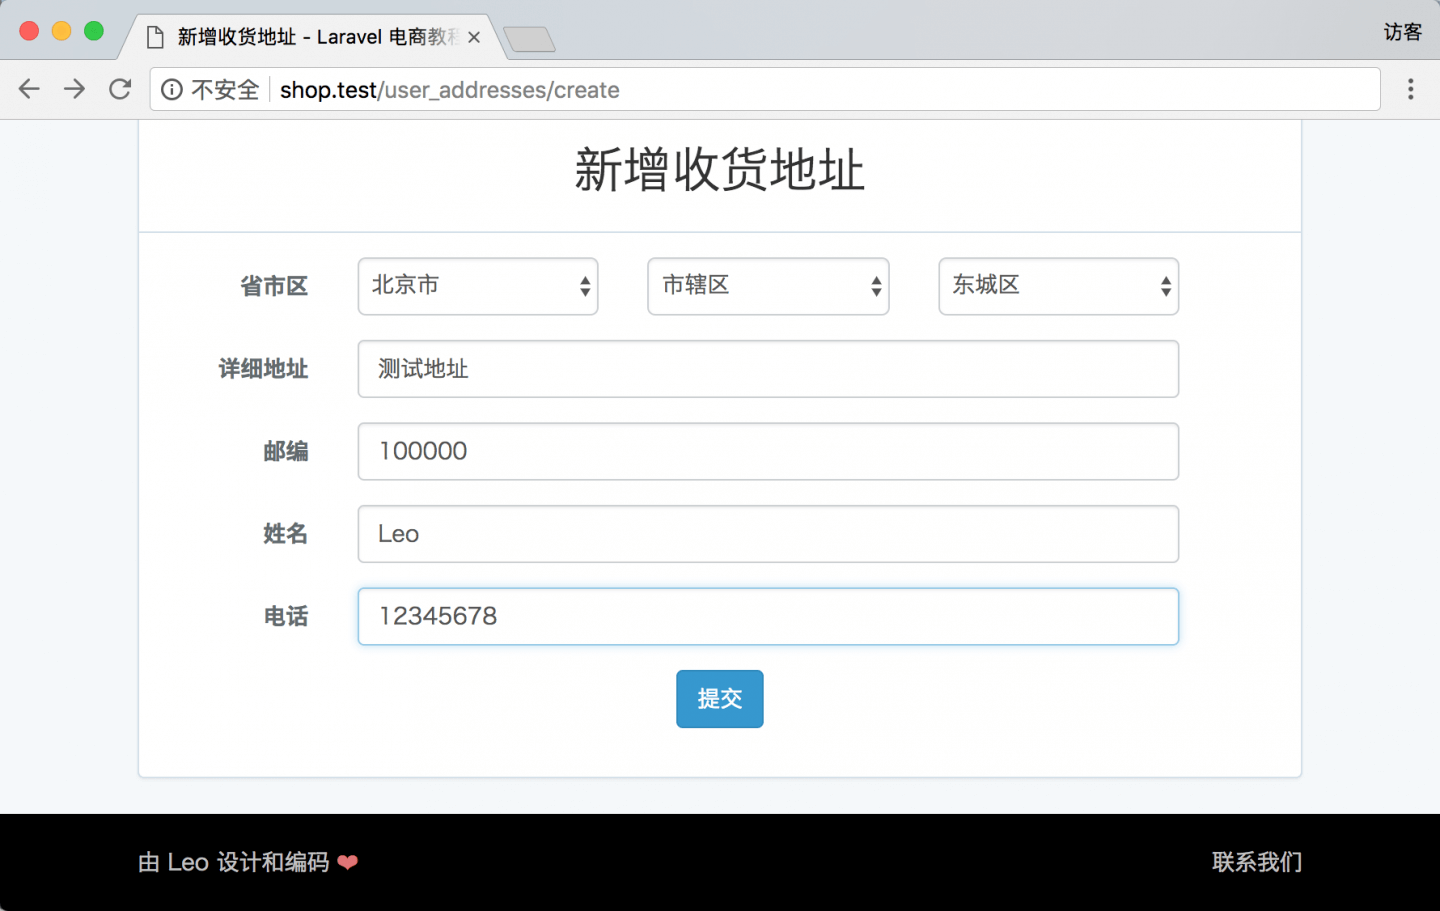 新增收货地址 - Laravel 电商教程
访客
不安全 shop.test/user_addresses/create
新增收货地址
省市区 北京市 市辖区 东城区
详细地址 测试地址
邮编 100000
姓名 Leo
电话 12345678
提交
由 Leo 设计和编码 ❤
联系我们